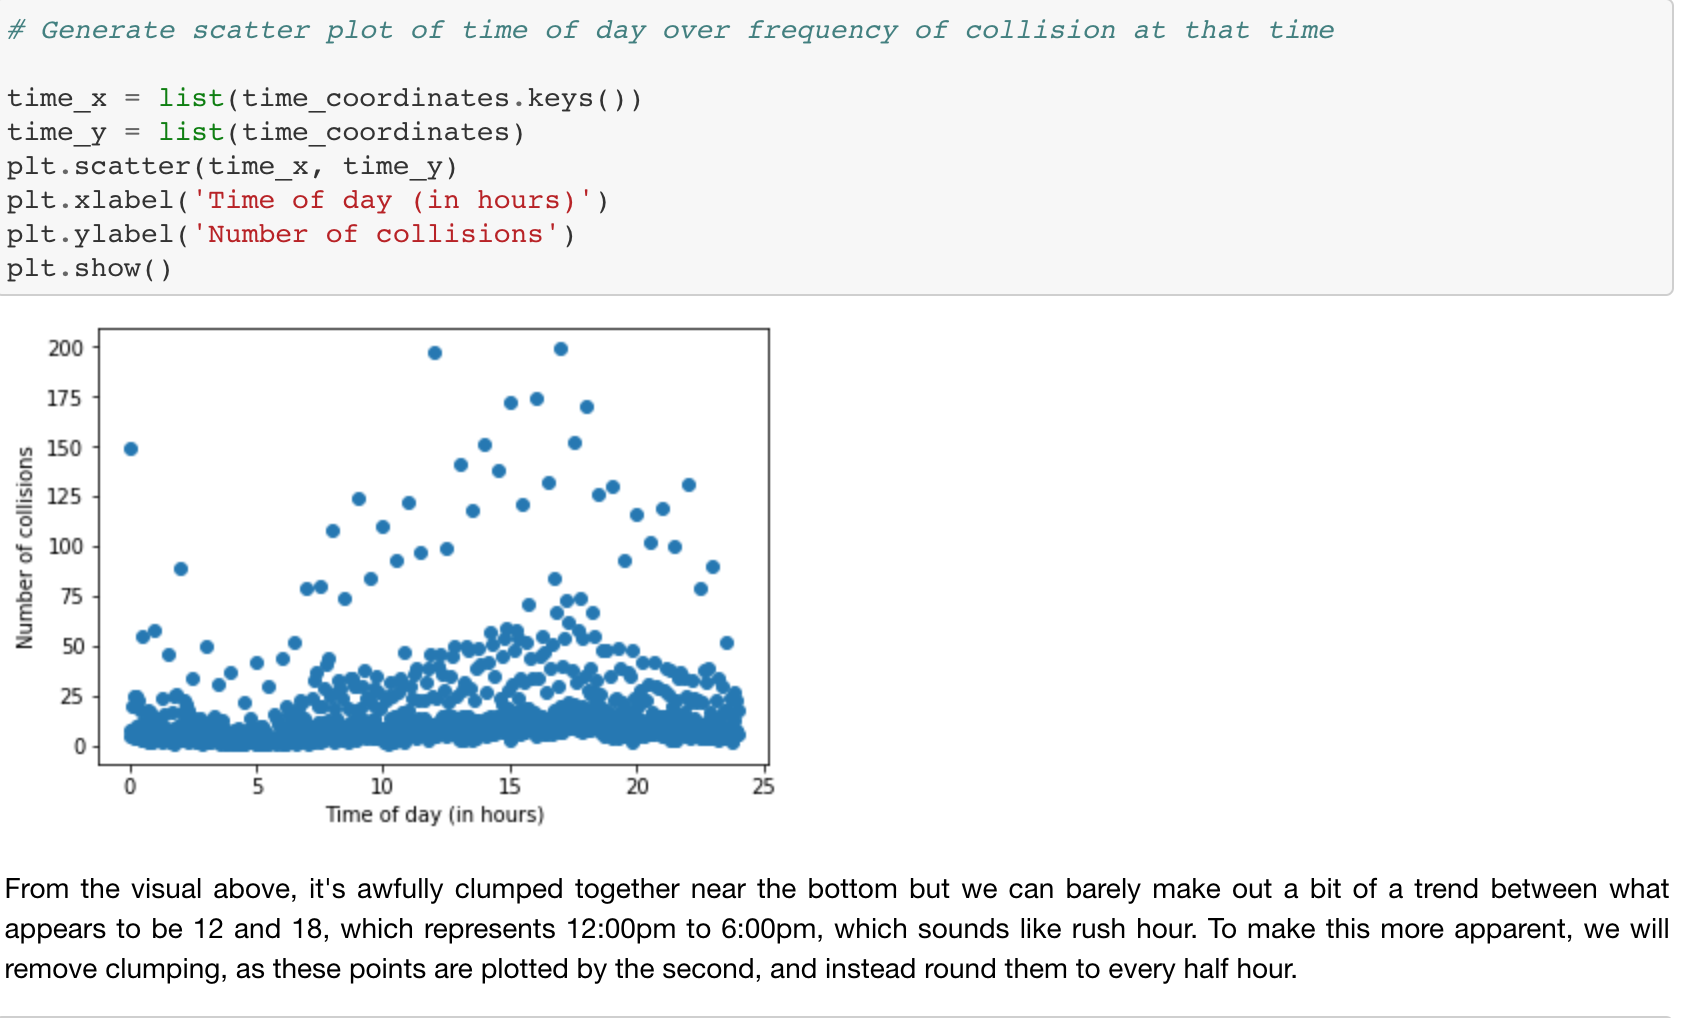 # Generate scatter plot of time of day over frequency of collision at that time
time_x = list(time_coordinates.keys())
time_y = list(time_coordinates)
plt.scatter(time_x, time_y)
plt.xlabel('Time of day (in hours)')
plt.ylabel('Number of collisions')
plt.show()
200
175
150
125
100
75
50
25
0
Number of collisions
0 5 10 15 20 25
Time of day (in hours)
From the visual above, it's awfully clumped together near the bottom but we can barely make out a bit of a trend between what
appears to be 12 and 18, which represents 12:00pm to 6:00pm, which sounds like rush hour. To make this more apparent, we will
remove clumping, as these points are plotted by the second, and instead round them to every half hour.